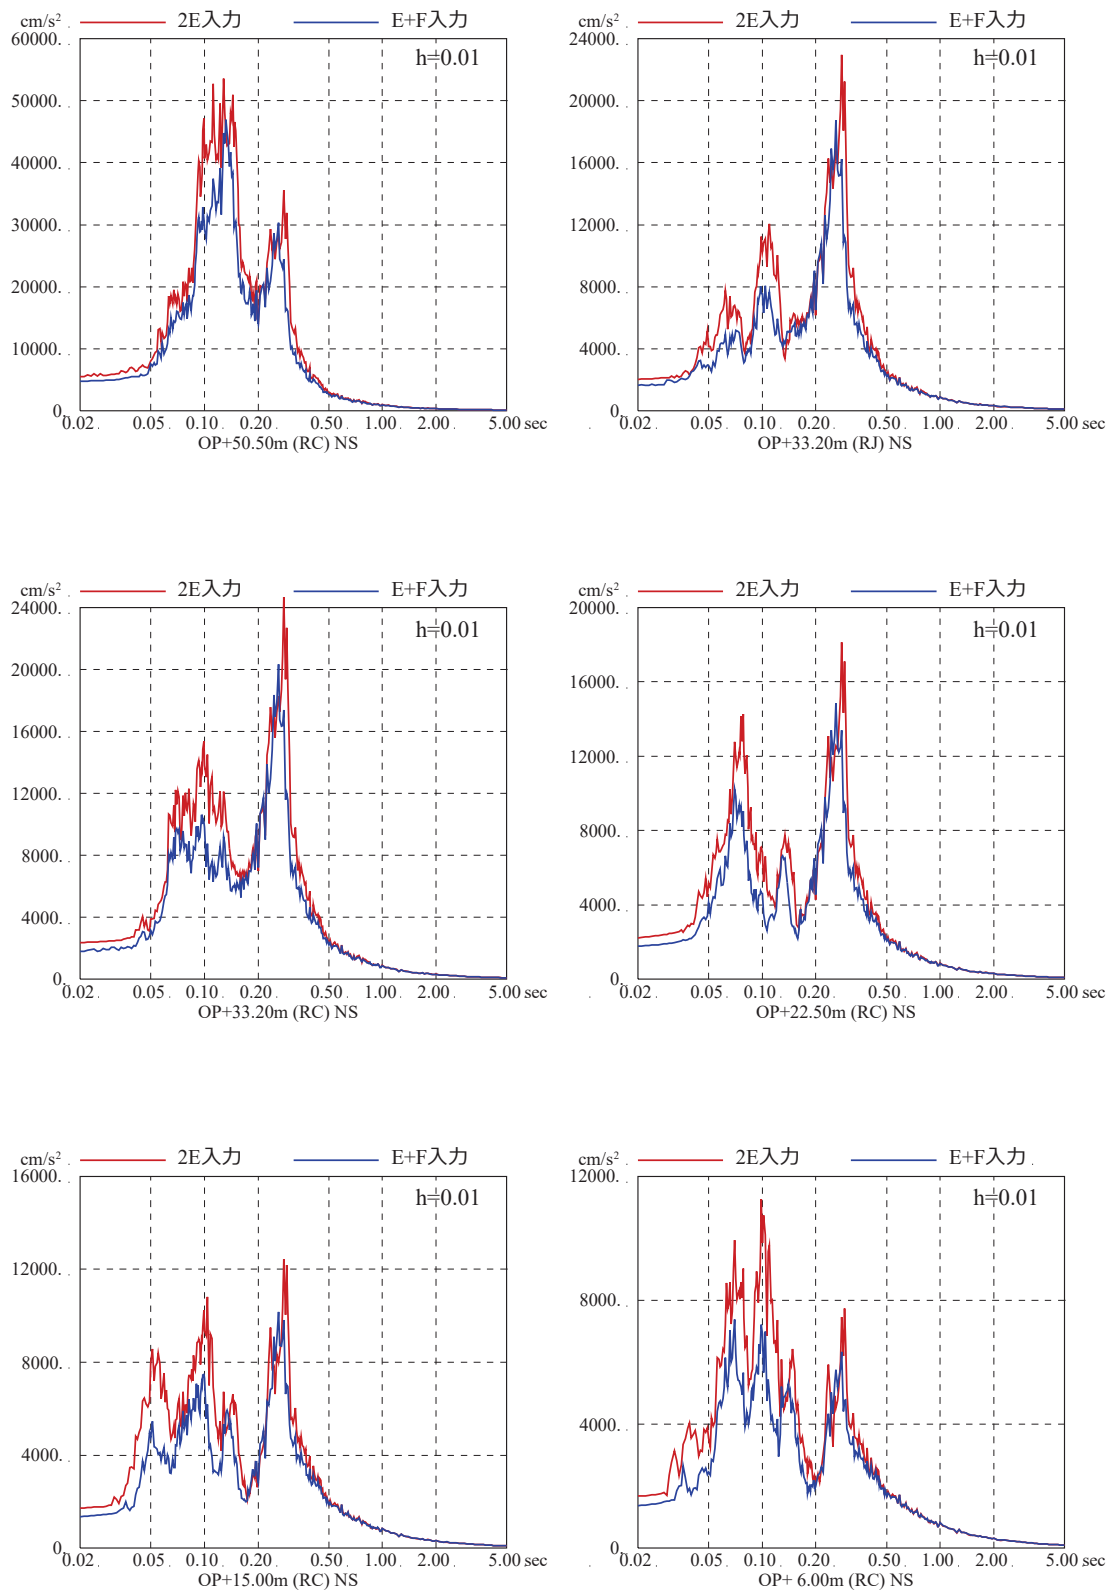 cm/s² 2E入力 E+F入力
60000.
h=0.01
50000.
40000.
30000.
20000.
10000.
0.
0.02 0.05 0.10 0.20 0.50 1.00 2.00 5.00 sec
OP+50.50m (RC) NS
cm/s² 2E入力 E+F入力
24000.
h=0.01
20000.
16000.
12000.
8000.
4000.
0.
0.02 0.05 0.10 0.20 0.50 1.00 2.00 5.00 sec
OP+33.20m (RJ) NS
cm/s² 2E入力 E+F入力
24000.
h=0.01
20000.
16000.
12000.
8000.
4000.
0.
0.02 0.05 0.10 0.20 0.50 1.00 2.00 5.00 sec
OP+33.20m (RC) NS
cm/s² 2E入力 E+F入力
20000.
h=0.01
16000.
12000.
8000.
4000.
0.
0.02 0.05 0.10 0.20 0.50 1.00 2.00 5.00 sec
OP+22.50m (RC) NS
cm/s² 2E入力 E+F入力
16000.
h=0.01
12000.
8000.
4000.
0.
0.02 0.05 0.10 0.20 0.50 1.00 2.00 5.00 sec
OP+15.00m (RC) NS
cm/s² 2E入力 E+F入力
12000.
h=0.01
8000.
4000.
0.
0.02 0.05 0.10 0.20 0.50 1.00 2.00 5.00 sec
OP+ 6.00m (RC) NS